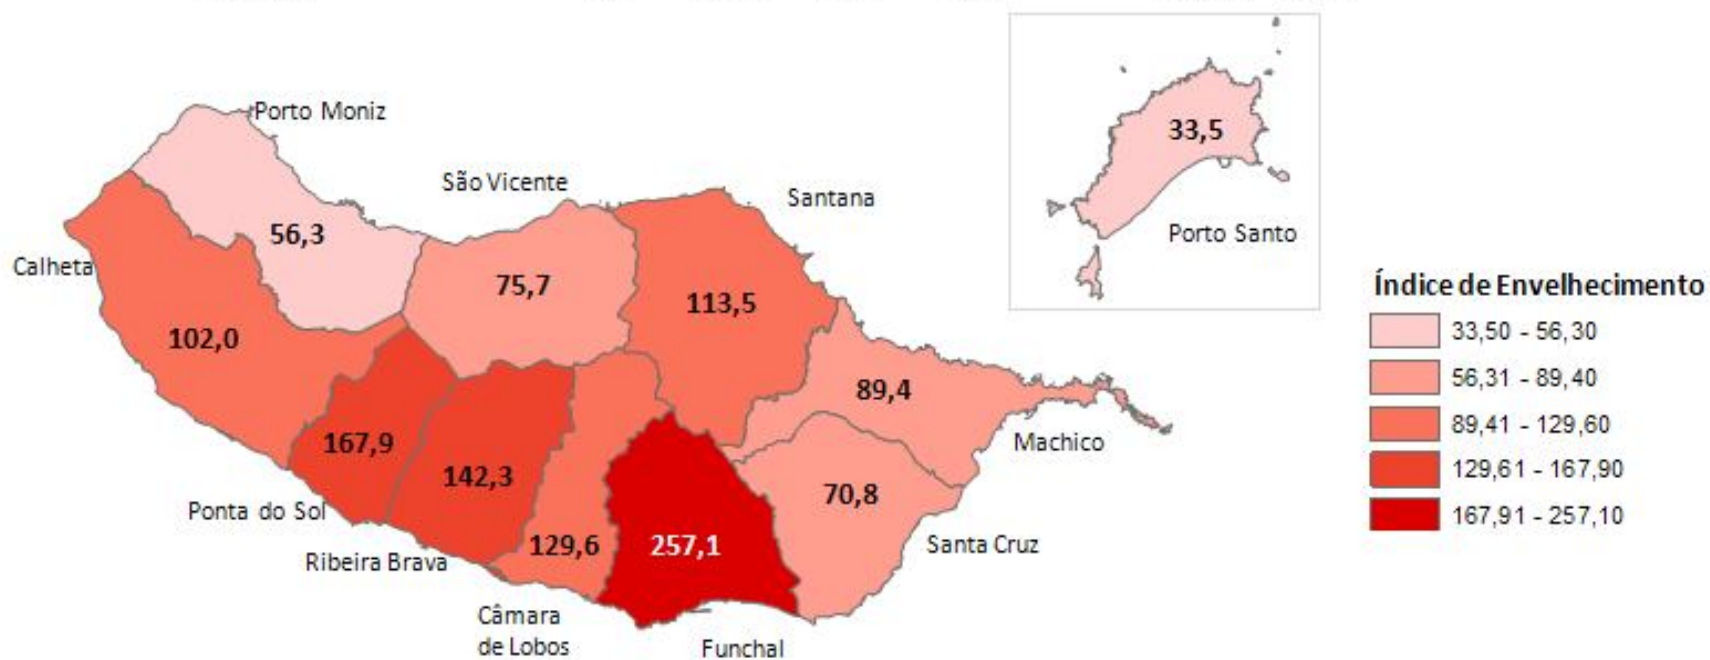 Porto Moniz
33,5
São Vicente
Santana
56,3
Porto Santo
Calheta
75,7
113,5
Índice de Envelhecimento
33,50 - 56,30
102,0
56,31 - 89,40
89,4
89,41 - 129,60
167,9
Machico
142,3
129,61 - 167,90
70,8
Ponta do Sol
167,91 - 257,10
129,6
257,1
Santa Cruz
Ribeira Brava
Câmara
de Lobos
Funchal